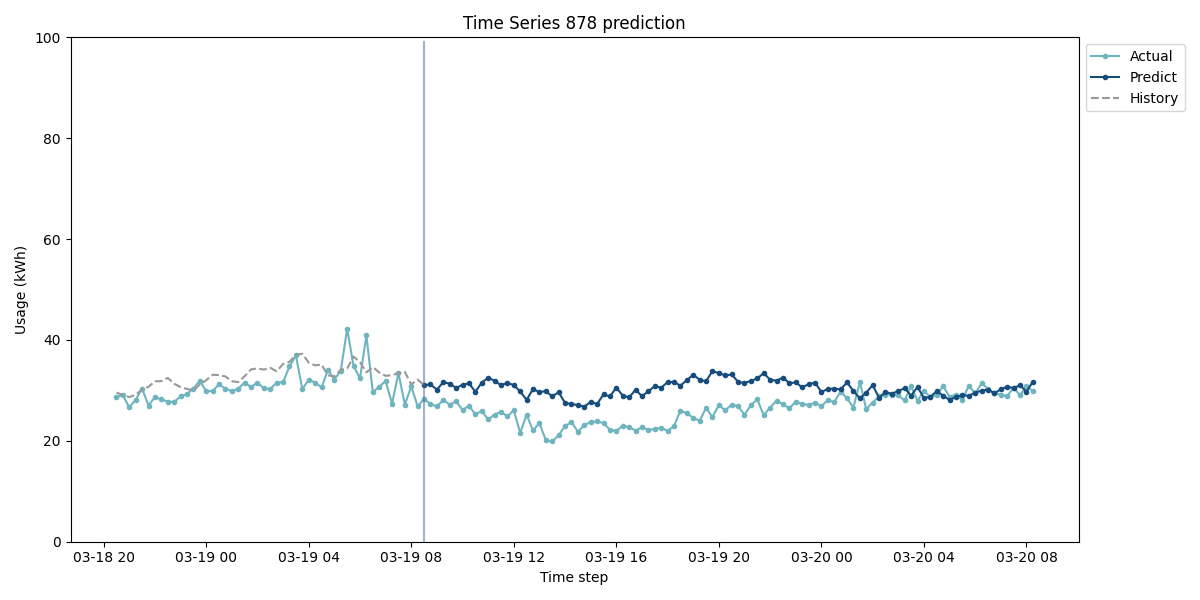 Time Series 878 prediction
100
80
60
40
20
0
Usage (kWh)
03-18 20 03-19 00 03-19 04 03-19 08 03-19 12 03-19 16 03-19 20 03-20 00 03-20 04 03-20 08
Time step
Actual
Predict
History